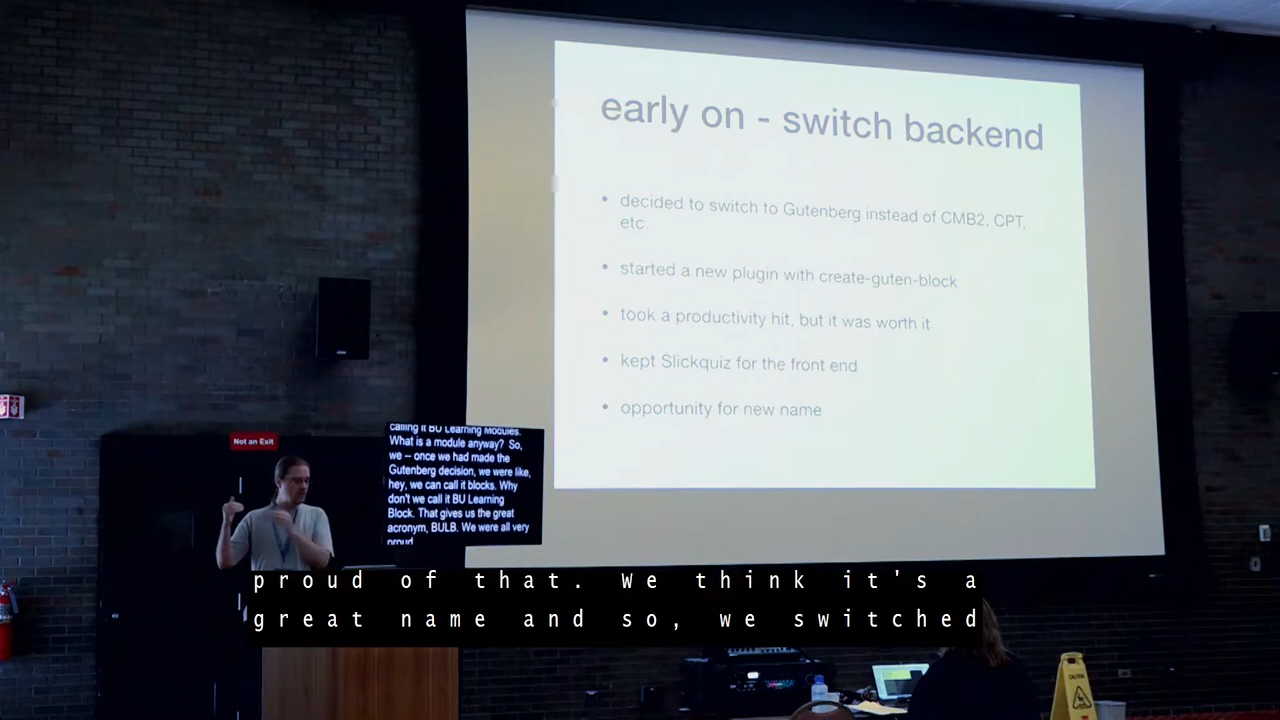 early on - switch backend
• decided to switch to Gutenberg instead of CMB2, CPT,
etc.
• started a new plugin with create-guten-block
• took a productivity hit, but it was worth it
• kept Slickquiz for the front end
• opportunity for new name
Not an Exit
calling it BU Learning Modules.
What is a module anyway? So,
we -- once we had made the
Gutenberg decision, we were like,
hey, we can call it blocks. Why
don't we call it BU Learning
Block. That gives us the great
acronym, BULB. We were all very
proud
proud of that. We think it's a
great name and so, we switched
CAUTION